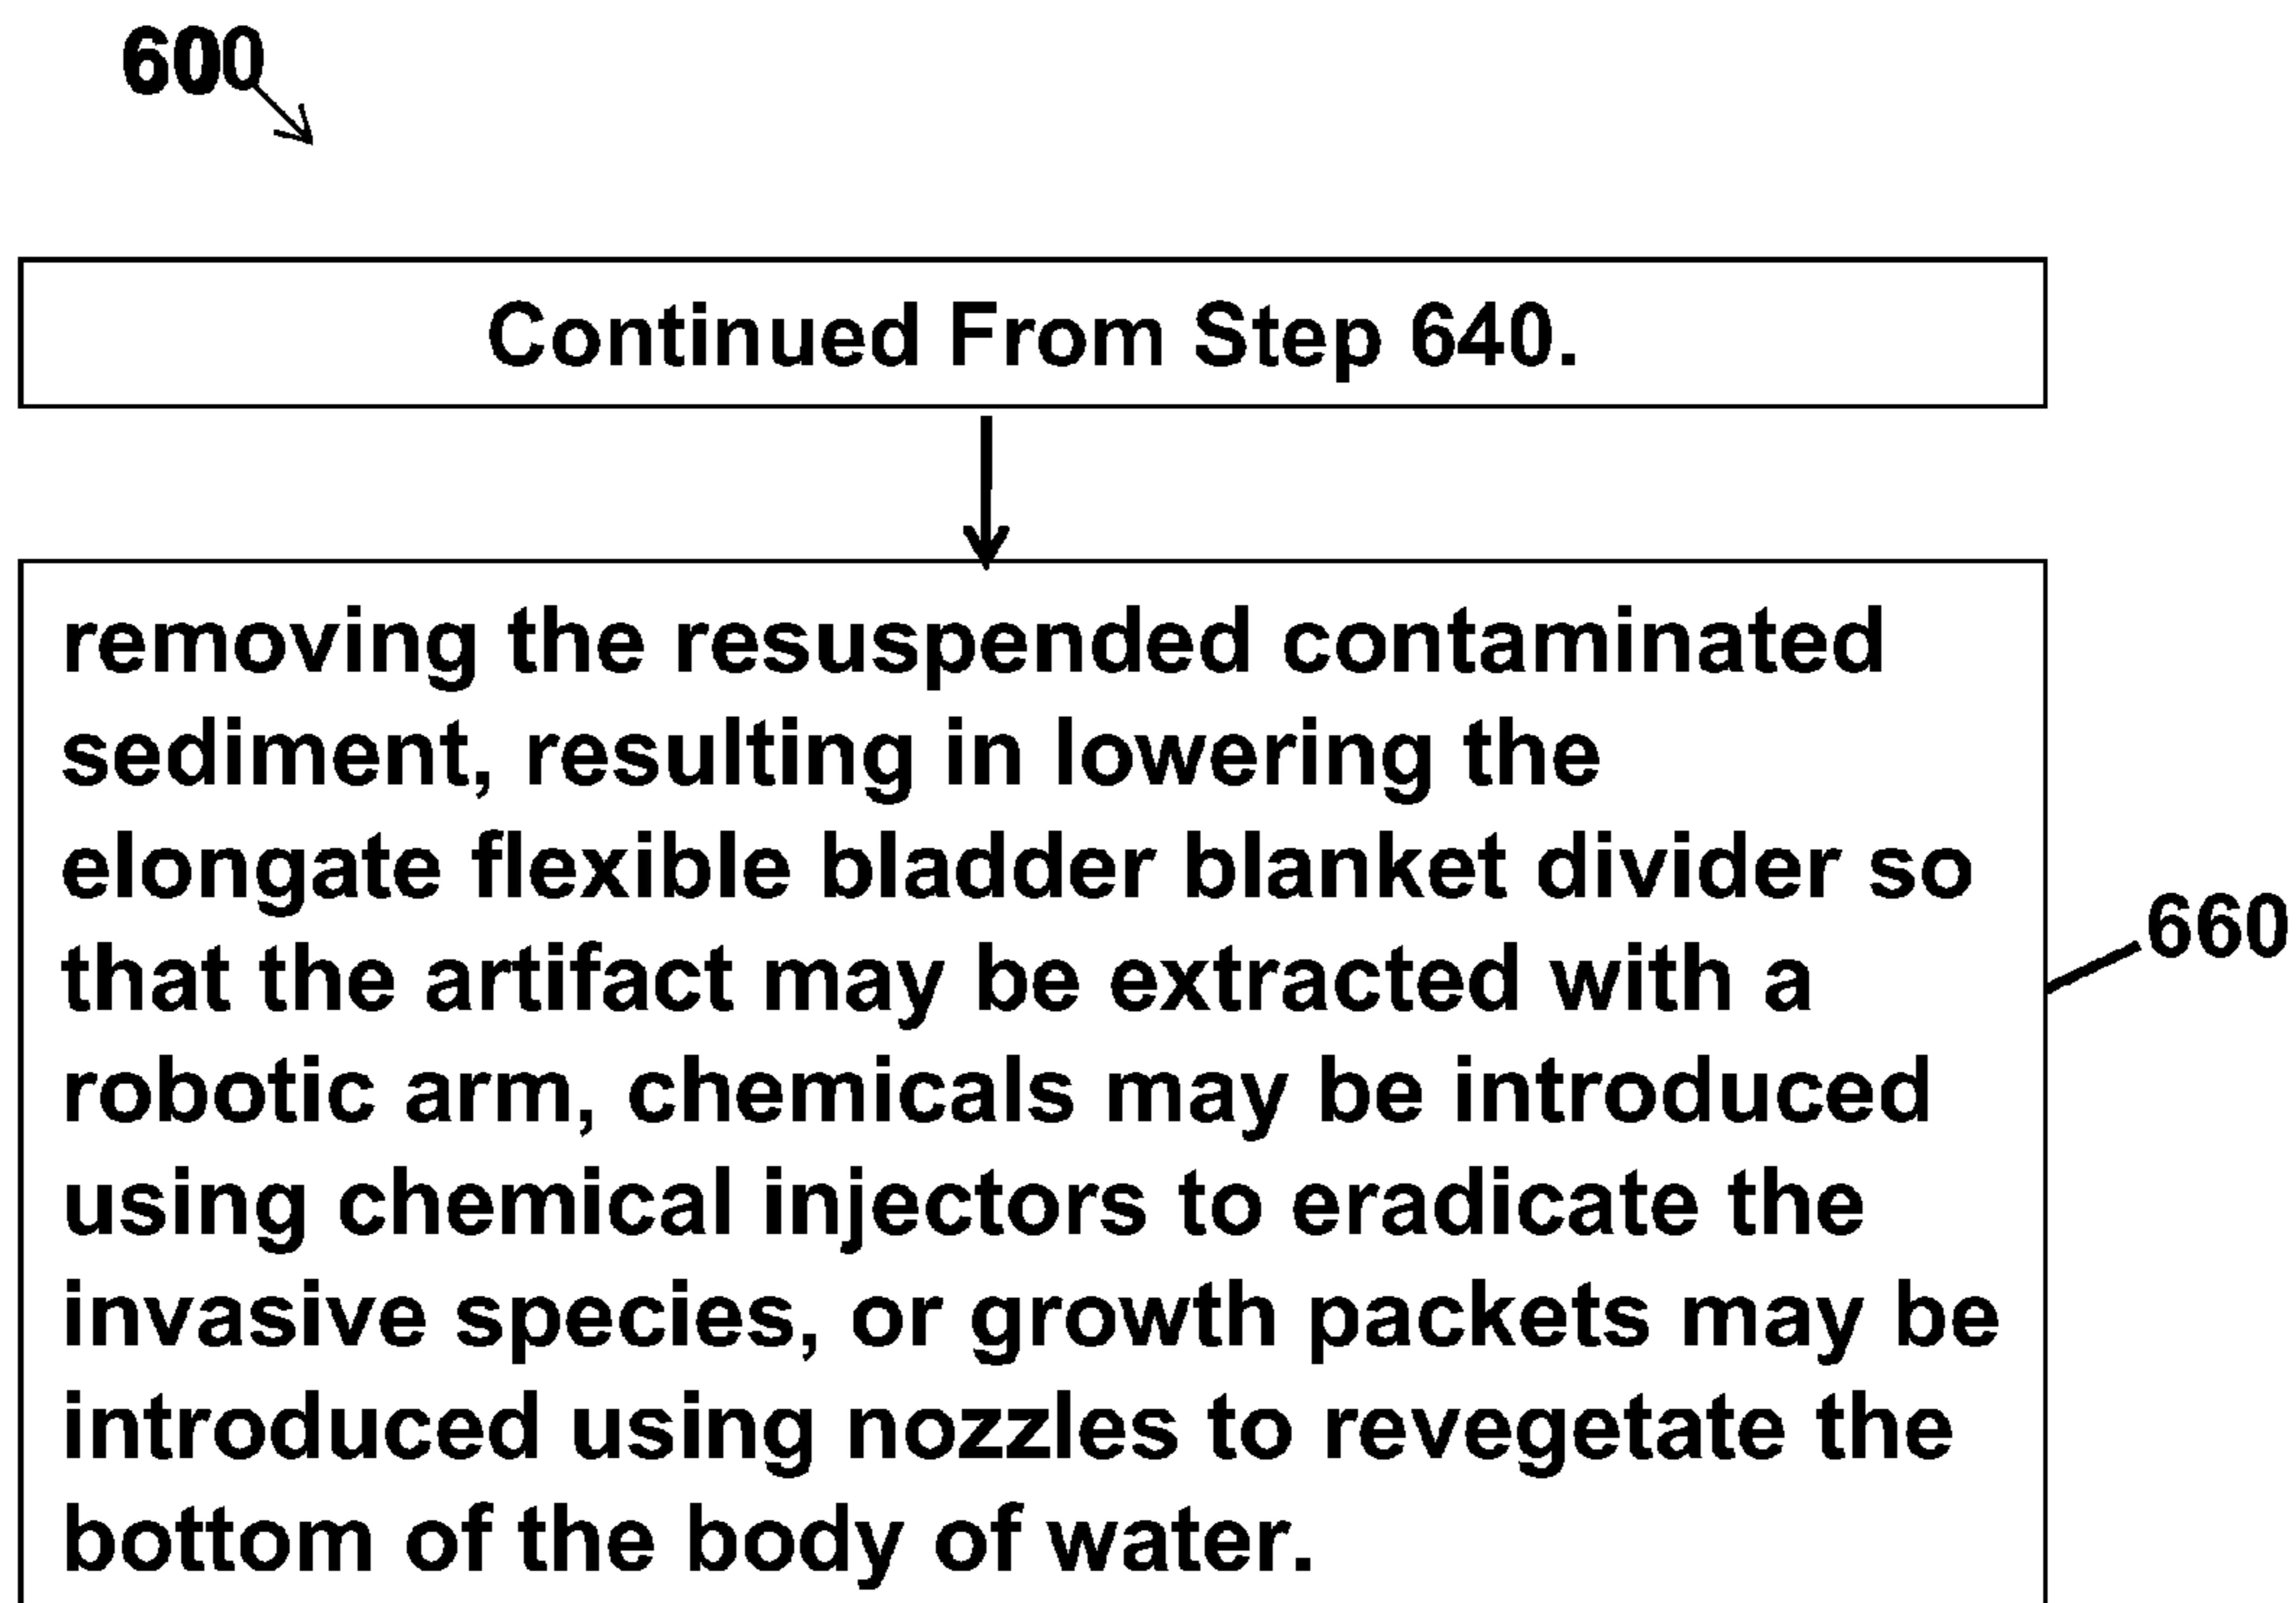 600
Continued From Step 640.
removing the resuspended contaminated
sediment, resulting in lowering the
elongate flexible bladder blanket divider so
that the artifact may be extracted with a
robotic arm, chemicals may be introduced
using chemical injectors to eradicate the
invasive species, or growth packets may be
introduced using nozzles to revegetate the
bottom of the body of water.
660